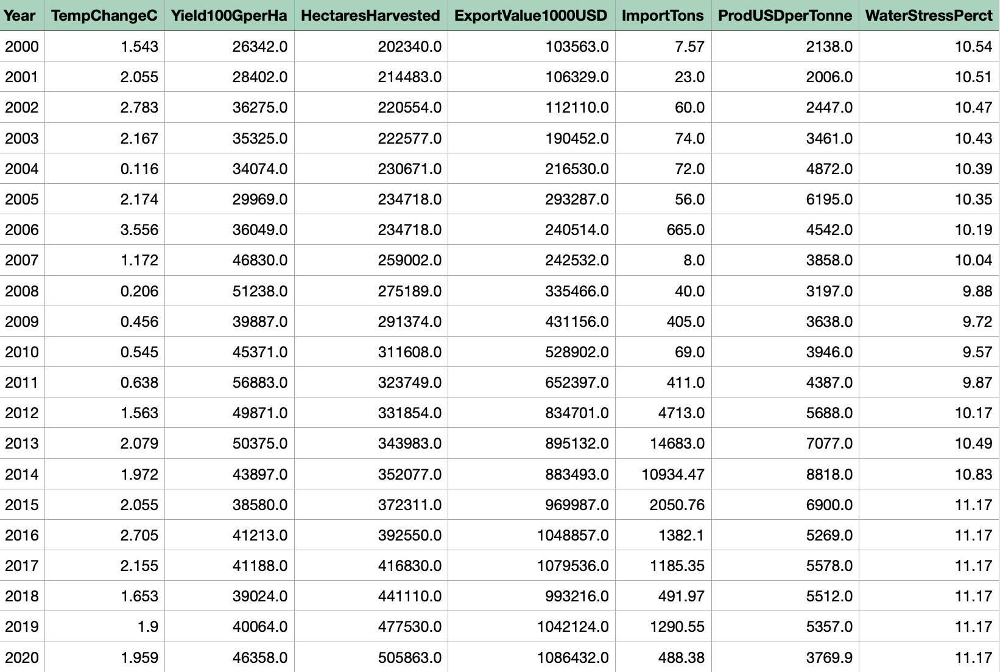 Year TempChangeC Yield100GperHa HectaresHarvested ExportValue1000USD ImportTons ProdUSDperTonne WaterStressPerct
2000 1.543 26342.0 202340.0 103563.0 7.57 2138.0 10.54
2001 2.055 28402.0 214483.0 106329.0 23.0 2006.0 10.51
2002 2.783 36275.0 220554.0 112110.0 60.0 2447.0 10.47
2003 2.167 35325.0 222577.0 190452.0 74.0 3461.0 10.43
2004 0.116 34074.0 230671.0 216530.0 72.0 4872.0 10.39
2005 2.174 29969.0 234718.0 293287.0 56.0 6195.0 10.35
2006 3.556 36049.0 234718.0 240514.0 665.0 4542.0 10.19
2007 1.172 46830.0 259002.0 242532.0 8.0 3858.0 10.04
2008 0.206 51238.0 275189.0 335466.0 40.0 3197.0 9.88
2009 0.456 39887.0 291374.0 431156.0 405.0 3638.0 9.72
2010 0.545 45371.0 311608.0 528902.0 69.0 3946.0 9.57
2011 0.638 56883.0 323749.0 652397.0 411.0 4387.0 9.87
2012 1.563 49871.0 331854.0 834701.0 4713.0 5688.0 10.17
2013 2.079 50375.0 343983.0 895132.0 14683.0 7077.0 10.49
2014 1.972 43897.0 352077.0 883493.0 10934.47 8818.0 10.83
2015 2.055 38580.0 372311.0 969987.0 2050.76 6900.0 11.17
2016 2.705 41213.0 392550.0 1048857.0 1382.1 5269.0 11.17
2017 2.155 41188.0 416830.0 1079536.0 1185.35 5578.0 11.17
2018 1.653 39024.0 441110.0 993216.0 491.97 5512.0 11.17
2019 1.9 40064.0 477530.0 1042124.0 1290.55 5357.0 11.17
2020 1.959 46358.0 505863.0 1086432.0 488.38 3769.9 11.17